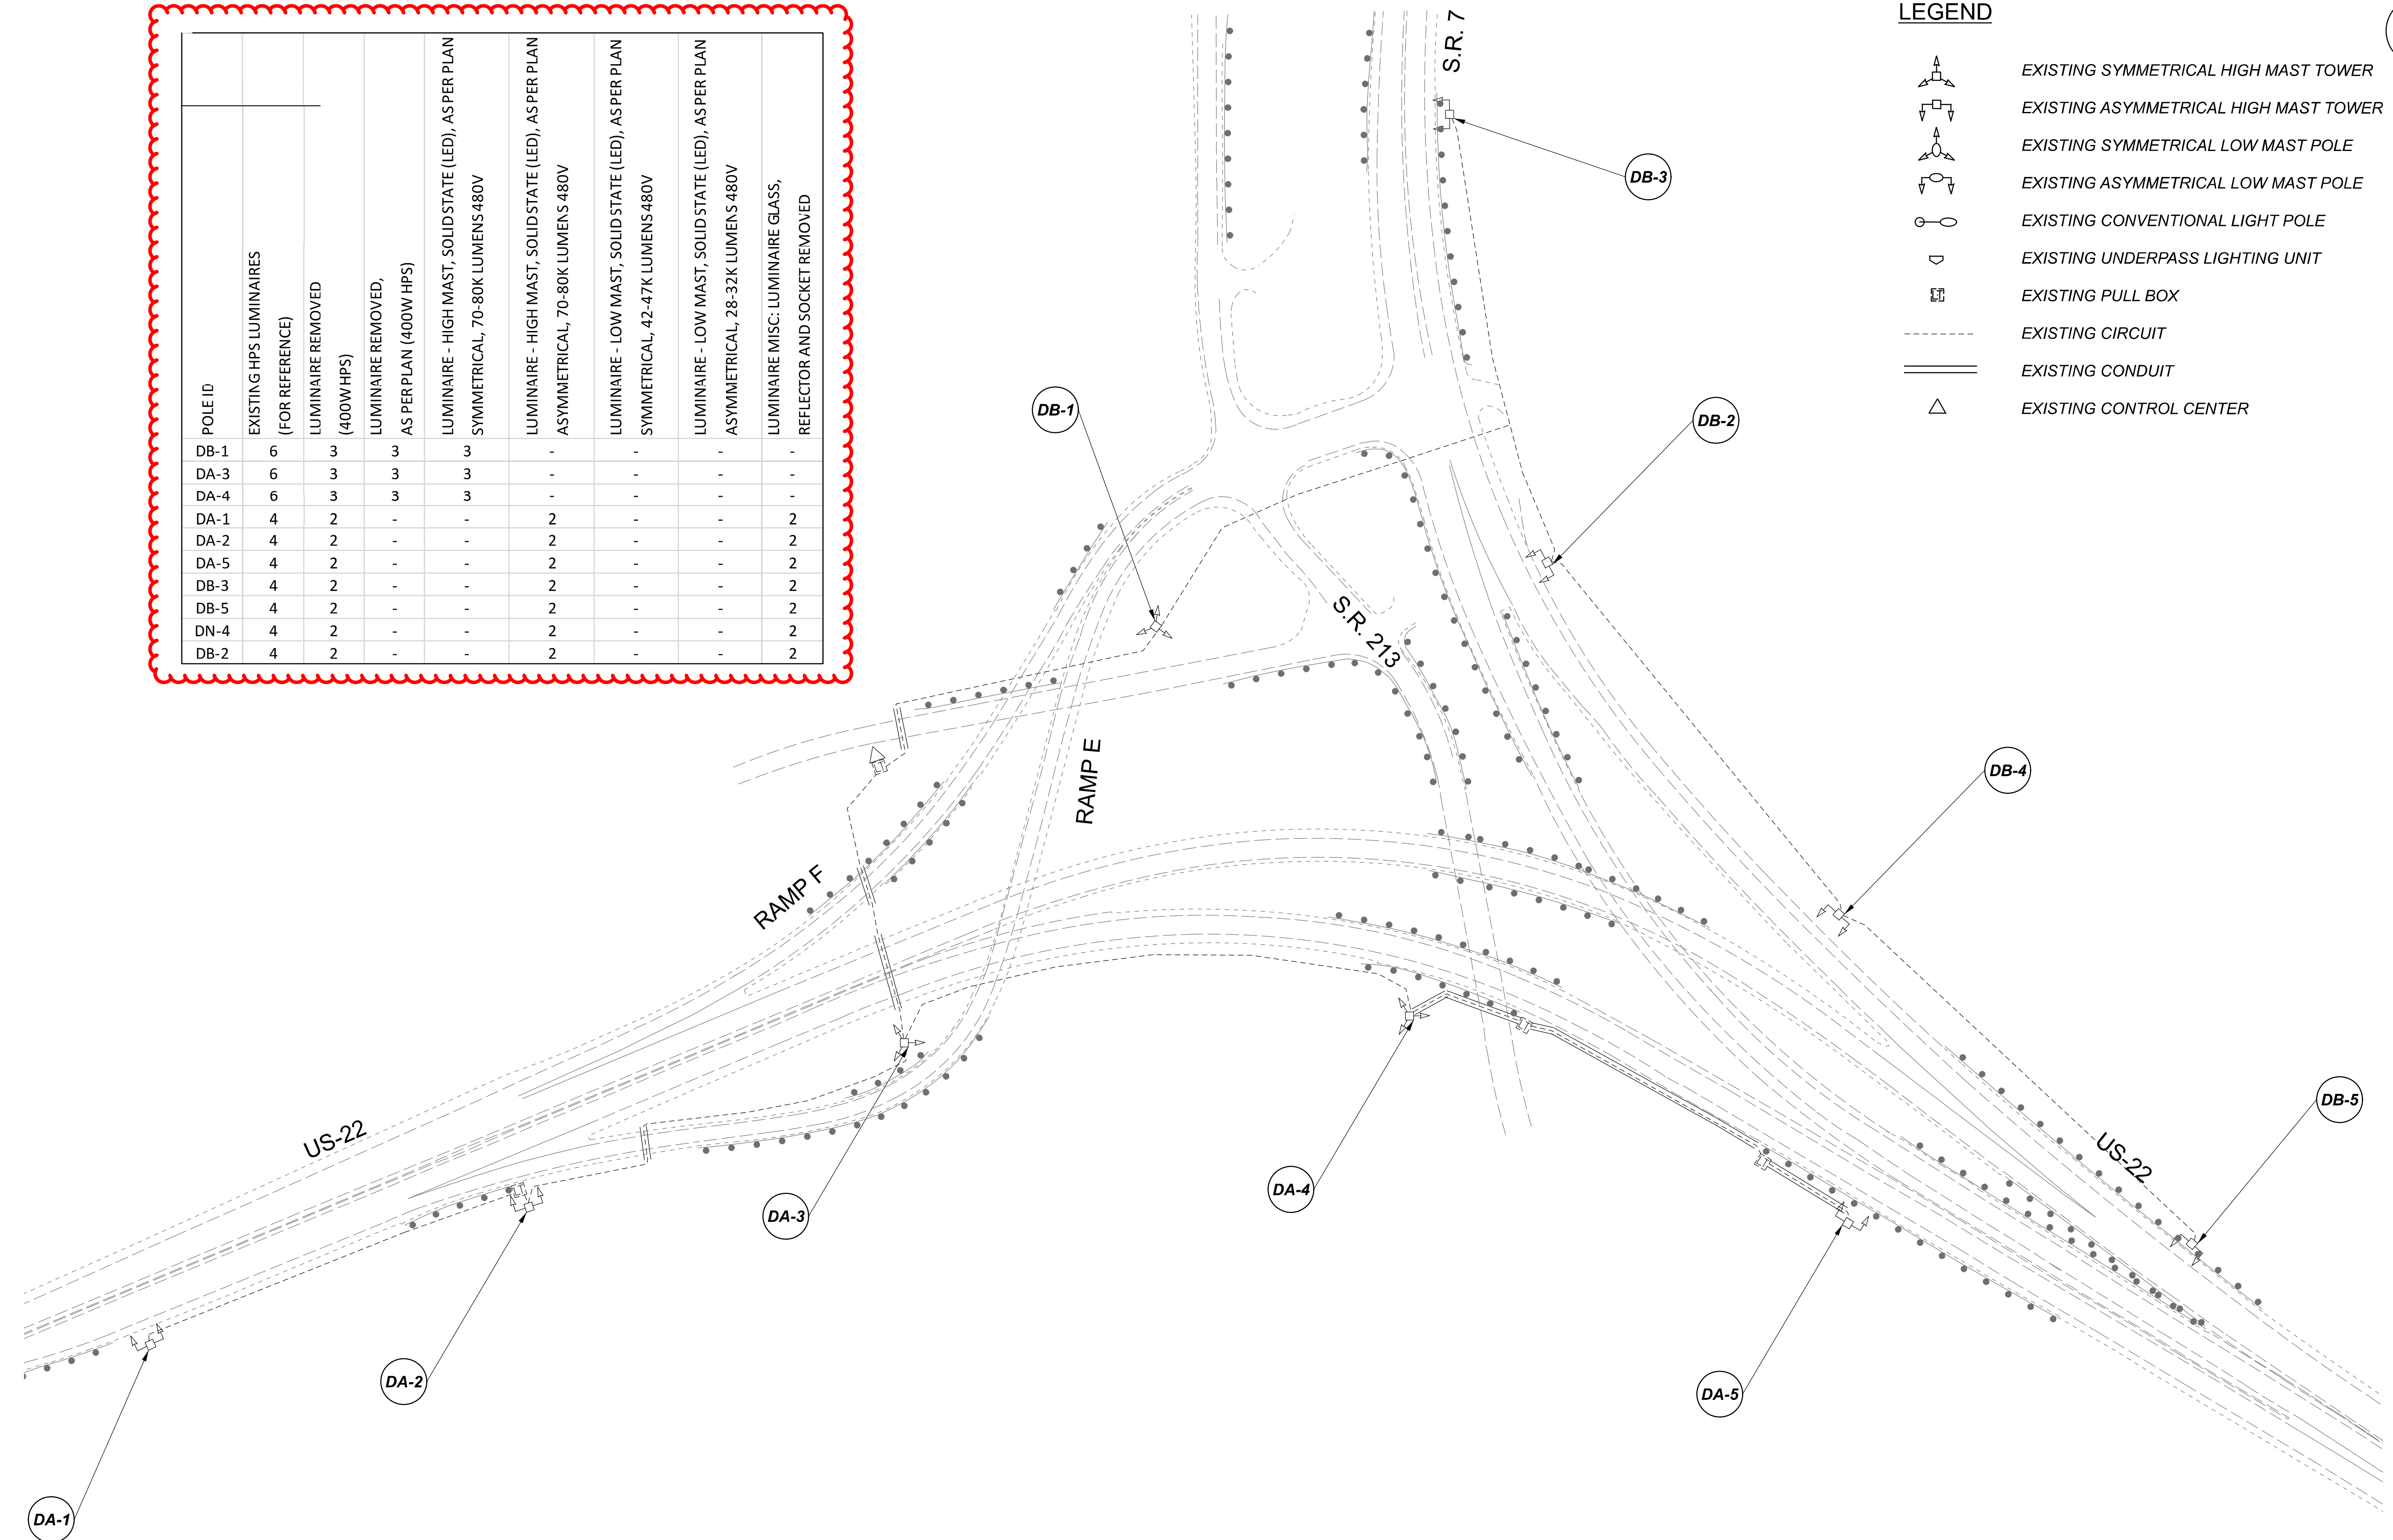 POLE ID
EXISTING HPS LUMINAIRES
(FOR REFERENCE)
LUMINAIRE REMOVED
(400W HPS)
LUMINAIRE REMOVED,
AS PER PLAN (400W HPS)
LUMINAIRE - HIGH MAST, SOLID STATE (LED), AS PER PLAN
SYMMETRICAL, 70-80K LUMENS 480V
LUMINAIRE - HIGH MAST, SOLID STATE (LED), AS PER PLAN
ASYMETRICAL, 70-80K LUMENS 480V
LUMINAIRE - LOW MAST, SOLID STATE (LED), AS PER PLAN
SYMMETRICAL, 42-47K LUMENS 480V
LUMINAIRE - LOW MAST, SOLID STATE (LED), AS PER PLAN
ASYMMETRICAL, 28-32K LUMENS 480V
LUMINAIRE MISC: LUMINAIRE GLASS,
REFLECTOR AND SOCKET REMOVED
DB-1 6 3 3 3 - - - -
DA-3 6 3 3 3 - - - -
DA-4 6 3 3 3 - - - -
DA-1 4 2 - - 2 - - 2
DA-2 4 2 - - 2 - - 2
DA-5 4 2 - - 2 - - 2
DB-3 4 2 - - 2 - - 2
DB-5 4 2 - - 2 - - 2
DN-4 4 2 - - 2 - - 2
DB-2 4 2 - - 2 - - 2
LEGEND
EXISTING SYMMETRICAL HIGH MAST TOWER
EXISTING ASYMMETRICAL HIGH MAST TOWER
EXISTING SYMMETRICAL LOW MAST POLE
EXISTING ASYMMETRICAL LOW MAST POLE
EXISTING CONVENTIONAL LIGHT POLE
EXISTING UNDERPASS LIGHTING UNIT
EXISTING PULL BOX
EXISTING CIRCUIT
EXISTING CONDUIT
EXISTING CONTROL CENTER
S.R. 7
DB-3
DB-1
DB-2
S.R. 213
DB-4
RAMP E
RAMP F
DB-5
US-22
US-22
DA-4
DA-3
DA-2
DA-5
DA-1